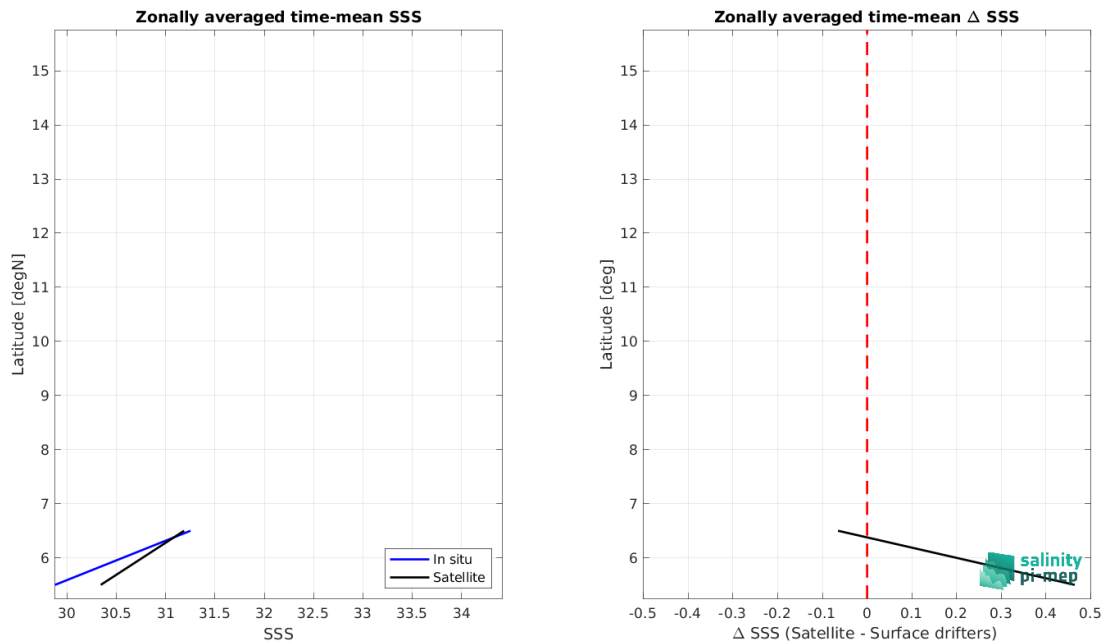 Zonally averaged time-mean SSS
15
14
13
12
11
10
9
8
7
6
Latitude [degN]
30 30.5 31 31.5 32 32.5 33 33.5 34
SSS
In situ
Satellite
Zonally averaged time-mean Δ SSS
15
14
13
12
11
10
9
8
7
6
Latitude [deg]
-0.5 -0.4 -0.3 -0.2 -0.1 0 0.1 0.2 0.3 0.4 0.5
Δ SSS (Satellite - Surface drifters)
salinity
pi-mep